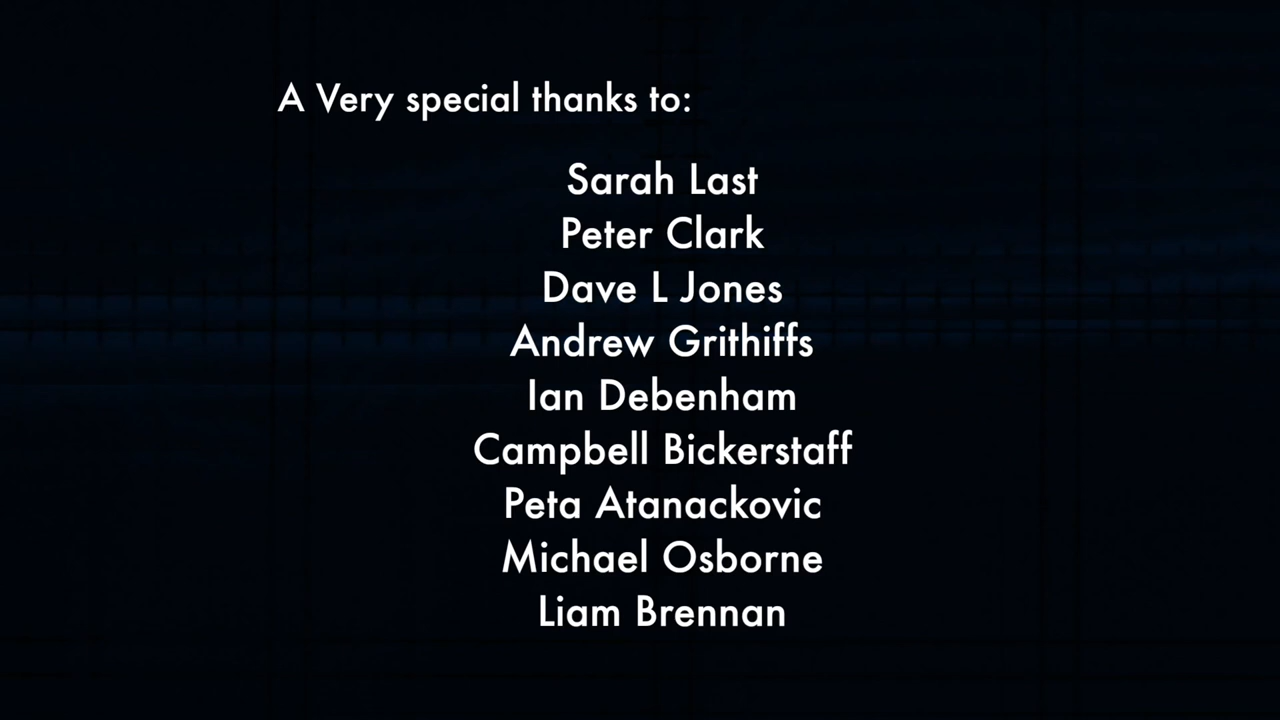 A Very special thanks to:
Sarah Last
Peter Clark
Dave L Jones
Andrew Grithiffs
Ian Debenham
Campbell Bickerstaff
Peta Atanackovic
Michael Osborne
Liam Brennan